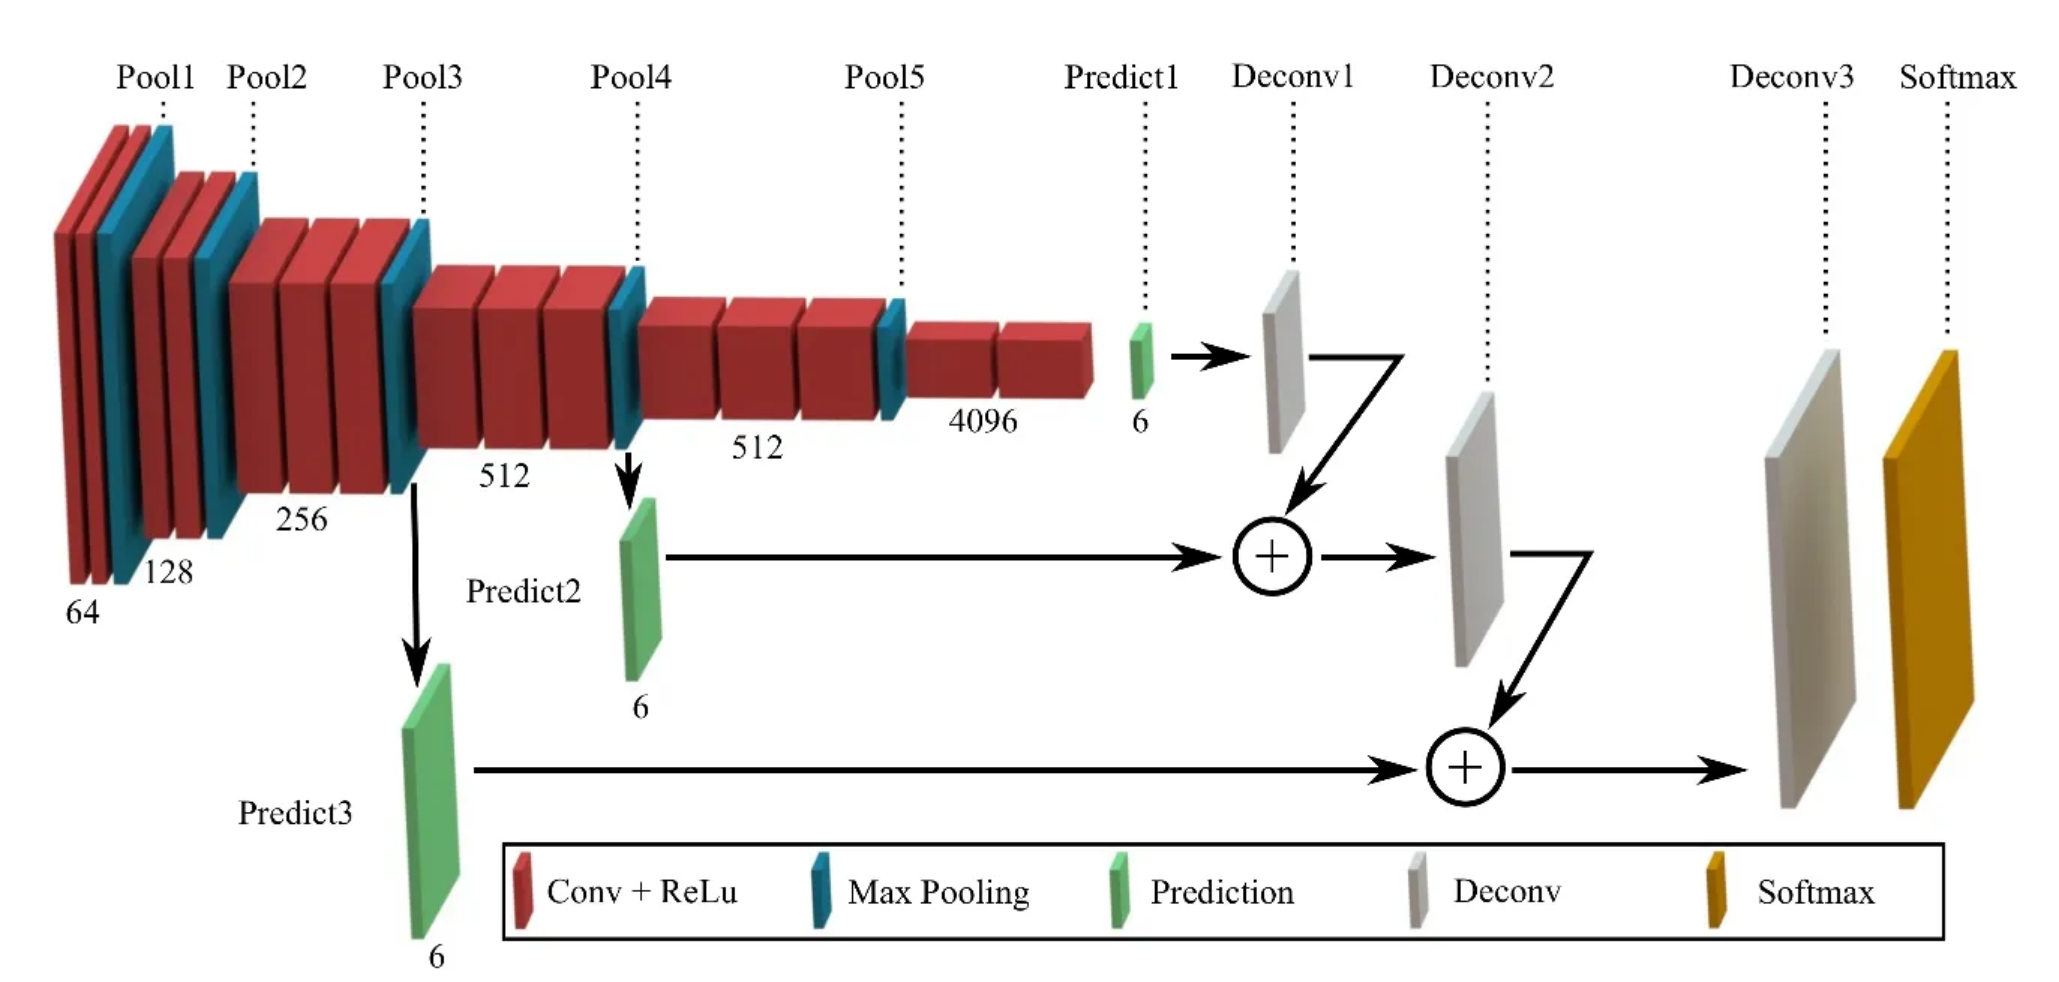 Pool1 Pool2 Pool3 Pool4 Pool5 Predict1 Deconv1 Deconv2 Deconv3 Softmax
64
128
256
512
512
4096
6
Predict2
6
Predict3
6
+
+
Conv + ReLu Max Pooling Prediction Deconv Softmax